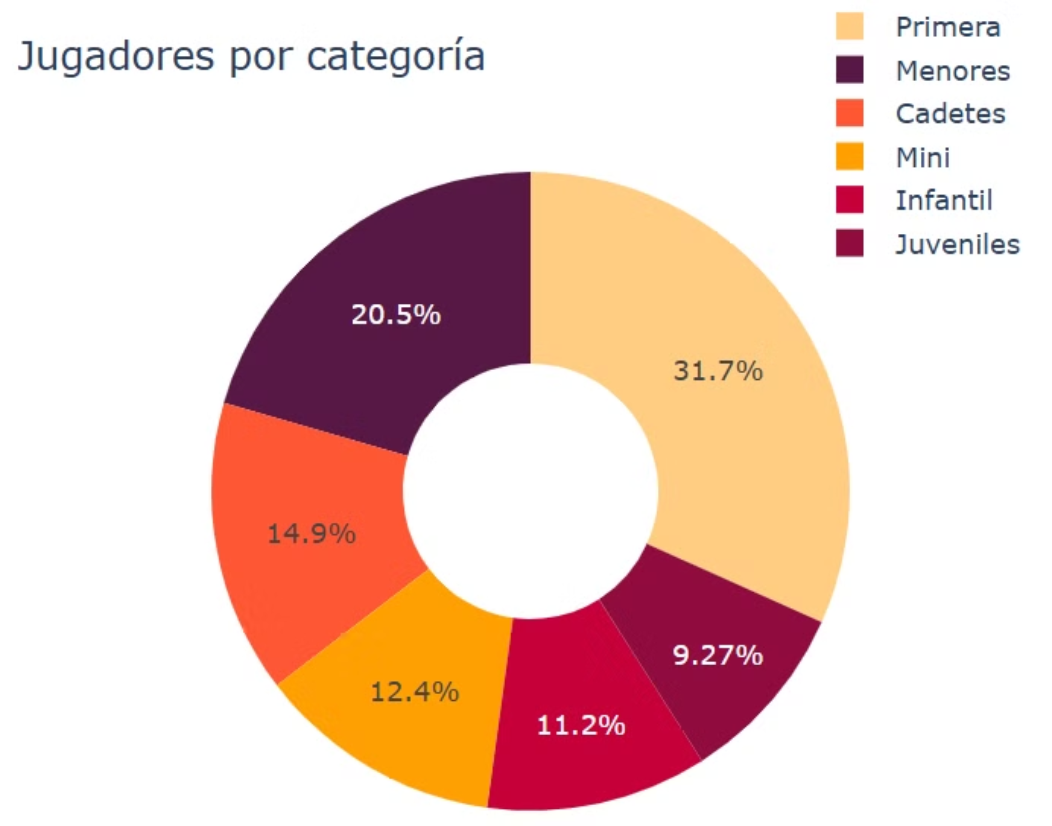 Jugadores por categoría
Primera
Menores
Cadetes
Mini
Infantil
Juveniles
20.5%
31.7%
14.9%
9.27%
12.4%
11.2%